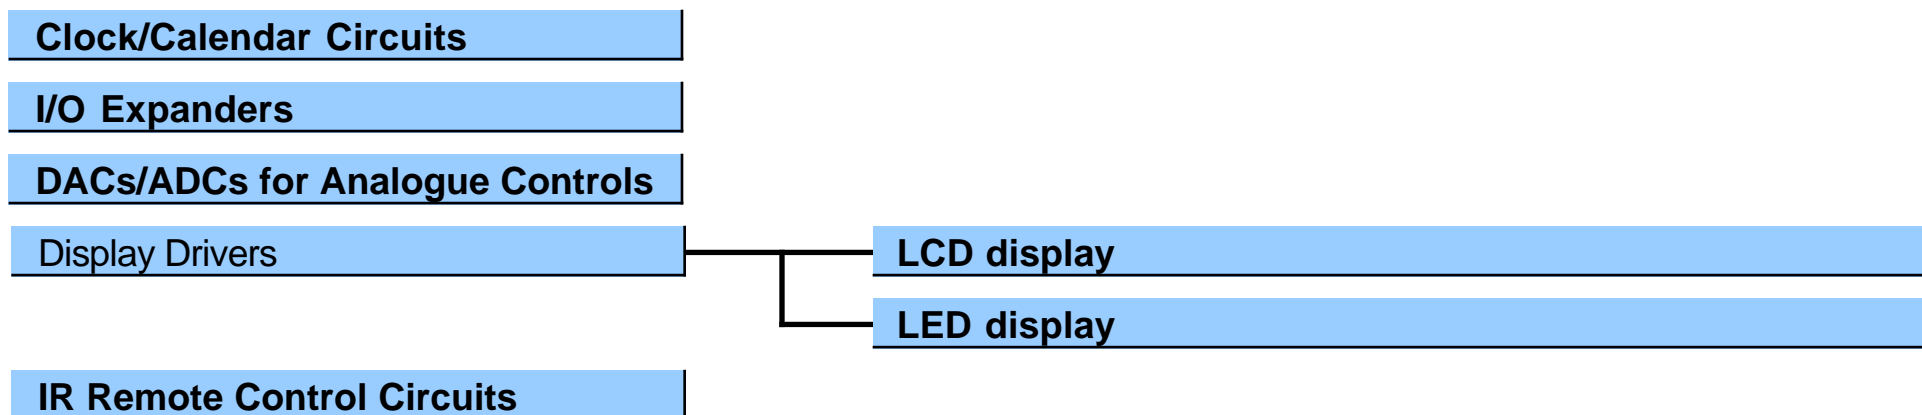 Clock/Calendar Circuits
I/O Expanders
DACs/ADCs for Analogue Controls
Display Drivers
LCD display
LED display
IR Remote Control Circuits